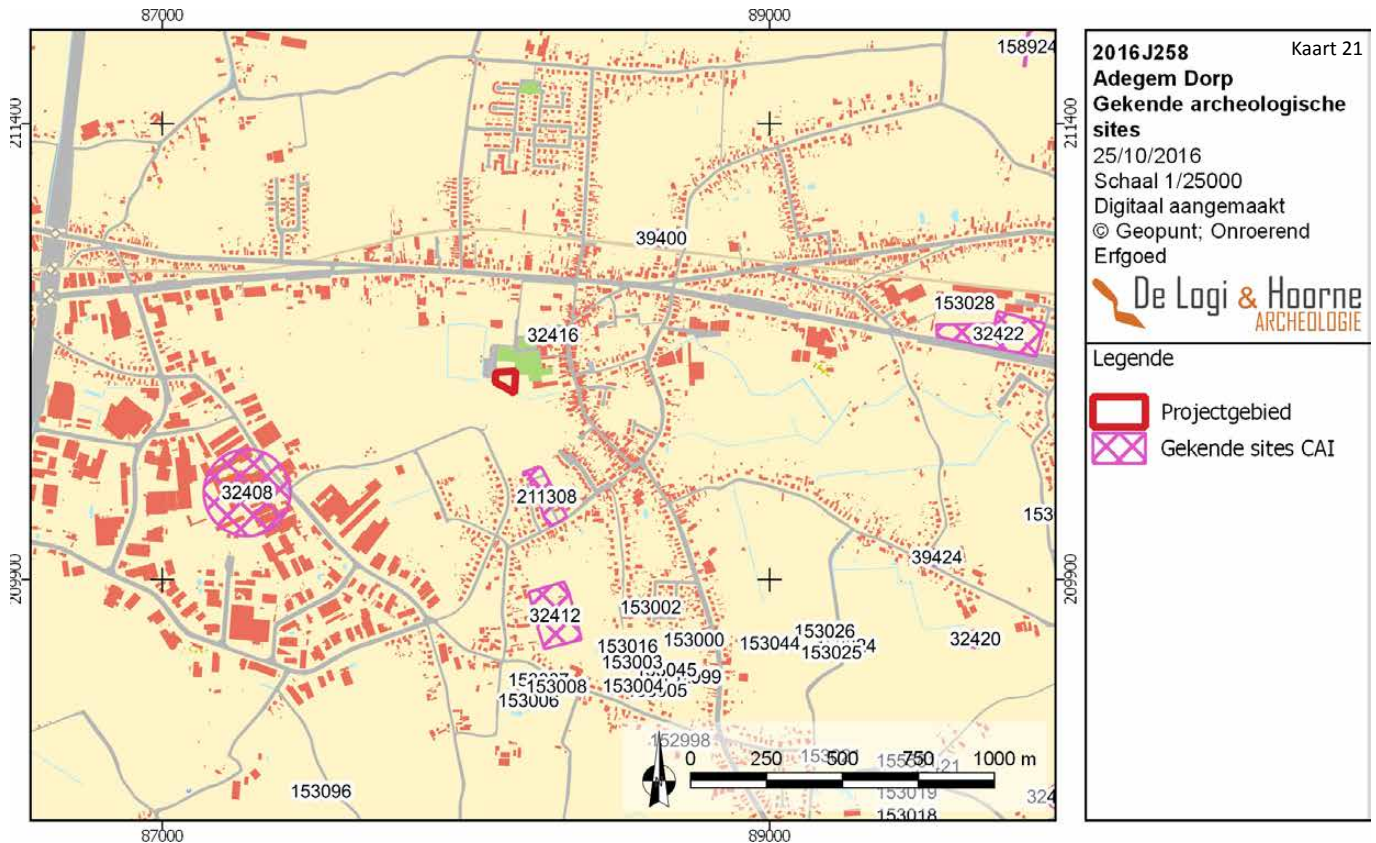 87000
89000
158924
211400
211400
39400
153028
32422
32416
32408
211308
39424
209900
209900
32412
153002
153000
153026
32420
153044
153016
153025
153003
153004
153008
153006
152998
153096
153019
153018
0 250 500 750 1000 m
87000
89000
2016J258
Kaart 21
Adegem Dorp
Gekende archeologische
sites
25/10/2016
Schaal 1/25000
Digitaal aangemaakt
© Geopunt; Onroerend
Erfgoed
De Logi & Hoorne
ARCHEOLOGIE
Legende
Projectgebied
Gekende sites CAI